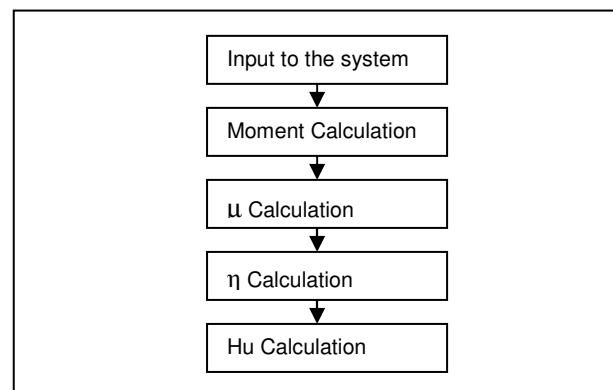 Input to the system
Moment Calculation
μ Calculation
η Calculation
Hu Calculation